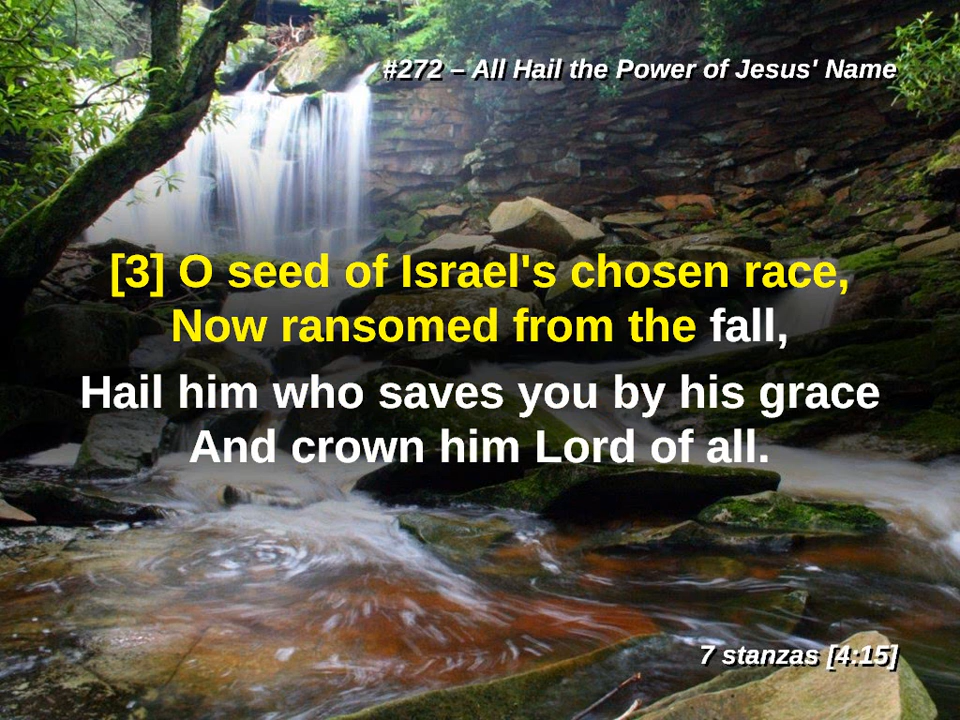 #272 – All Hail the Power of Jesus' Name
[3] O seed of Israel's chosen race,
Now ransomed from the fall,
Hail him who saves you by his grace
And crown him Lord of all.
7 stanzas [4:15]